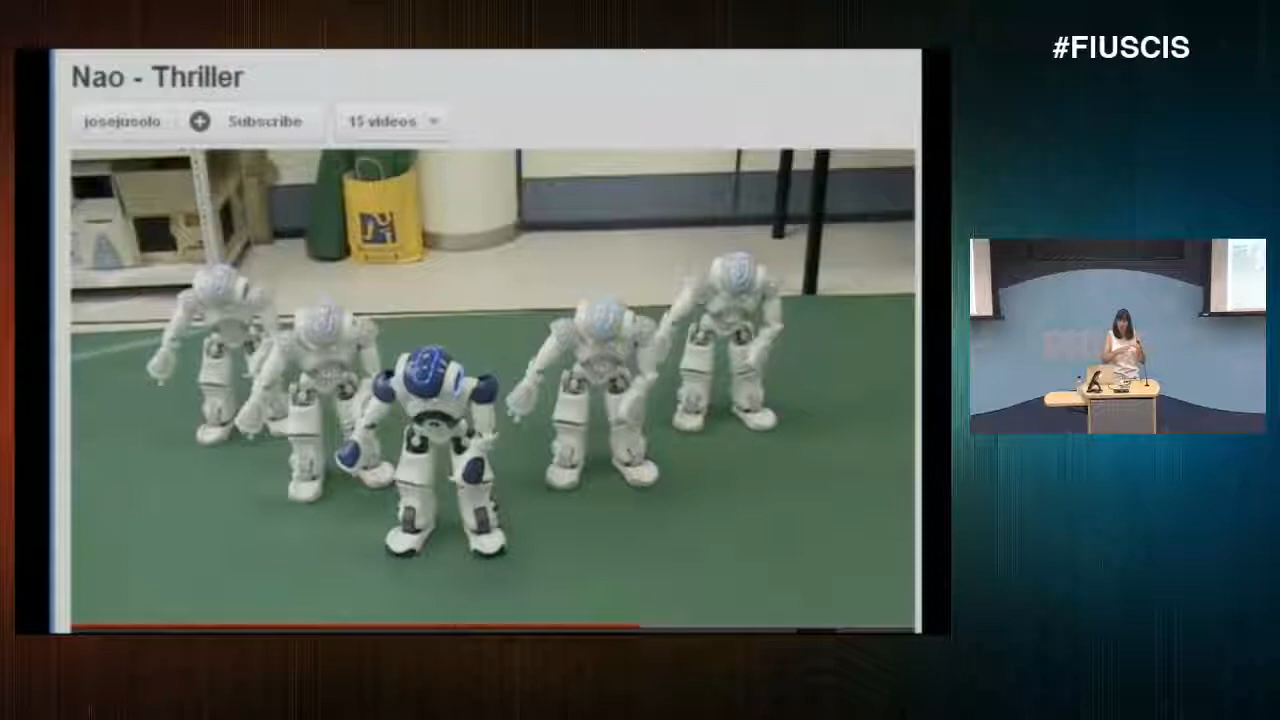 #FIUSCIS
Nao - Thriller
josejusolo
Subscribe
15 videos